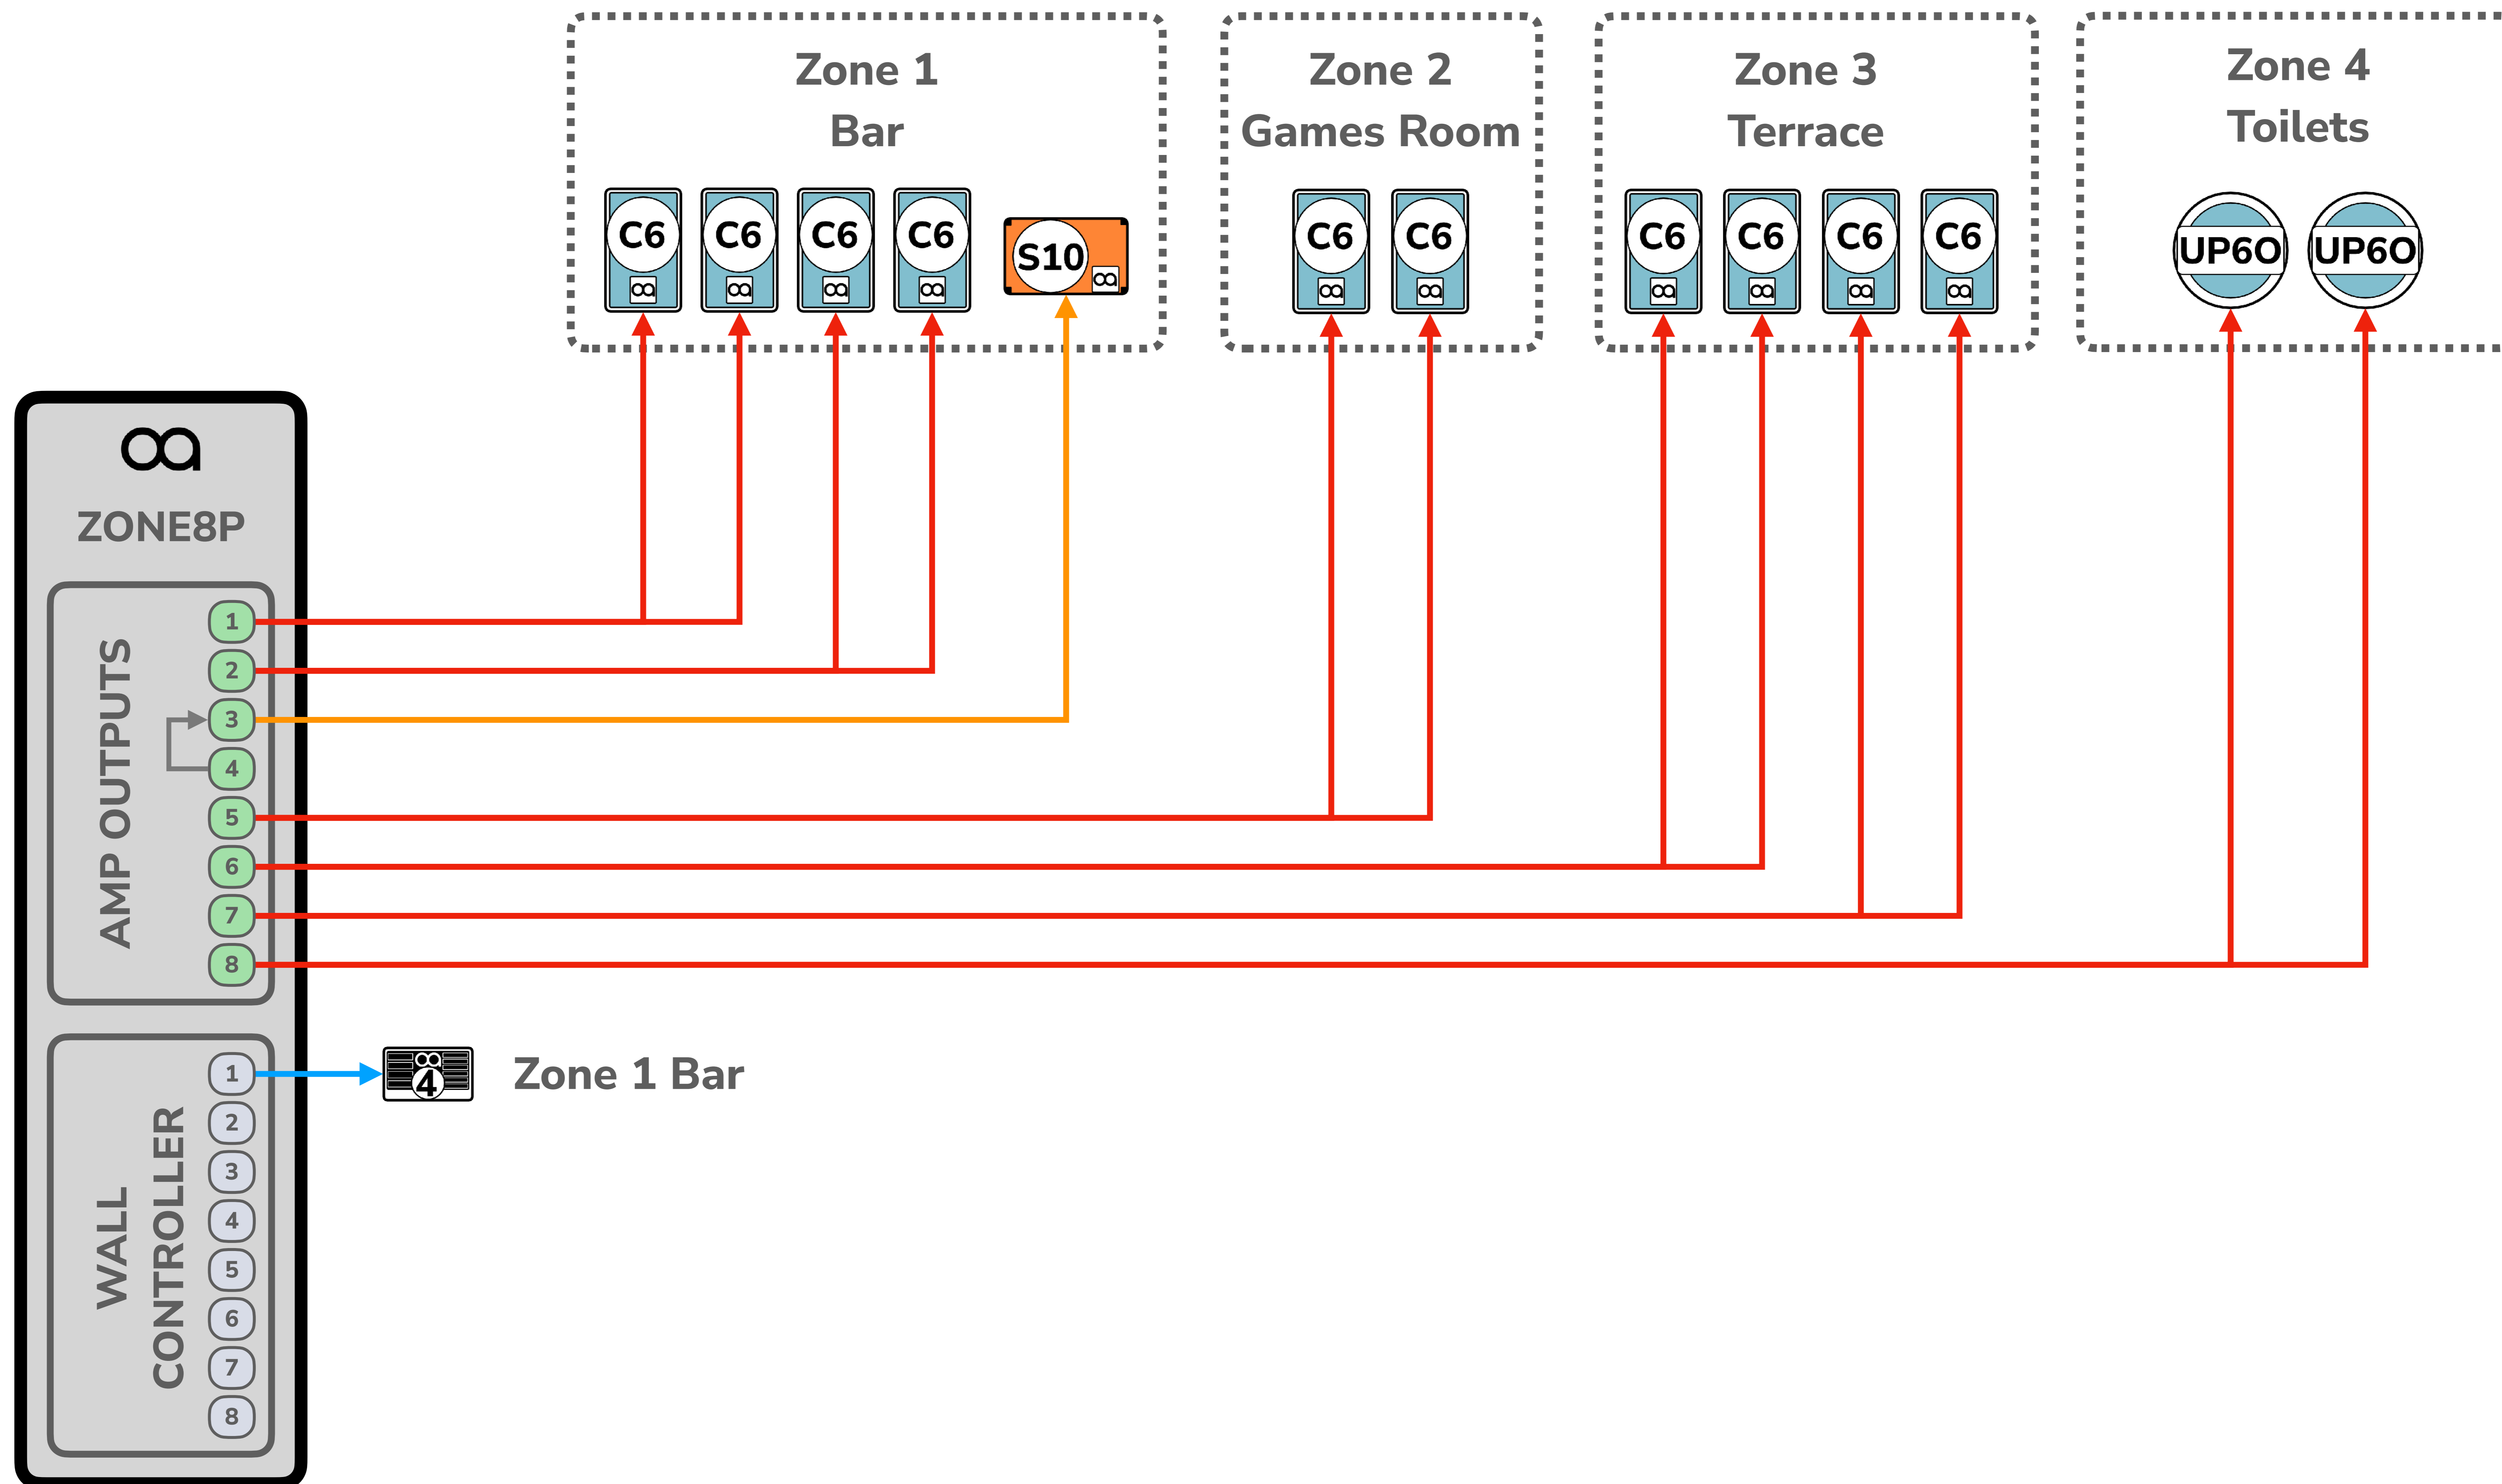 Zone 1
Bar
Zone 2
Games Room
Zone 3
Terrace
Zone 4
Toilets
C6
C6
C6
C6
S10
C6
C6
C6
C6
C6
C6
UP6O
UP6O
ZONE8P
AMP OUTPUTS
1
2
3
4
5
6
7
8
WALL
CONTROLLER
1
2
3
4
5
6
7
8
4
Zone 1 Bar